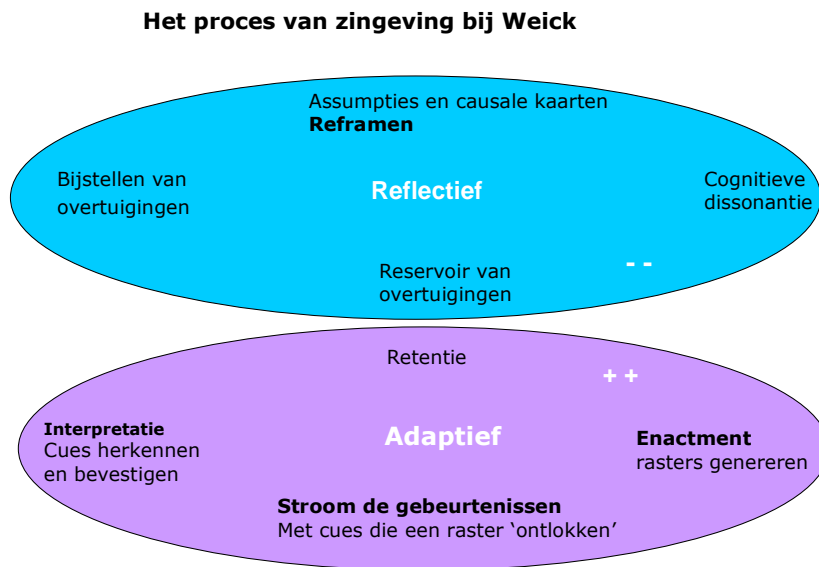 Het proces van zingeving bij Weick
Assumpties en causale kaarten
Reframen
Bijstellen van
overtuigingen
Reflectief
Cognitieve
dissonantie
- -
Reservoir van
overtuigingen
Retentie
+ +
Interpretatie
Cues herkennen
en bevestigen
Adaptief
Enactment
rasters genereren
Stroom de gebeurtenissen
Met cues die een raster ‘ontlokken’